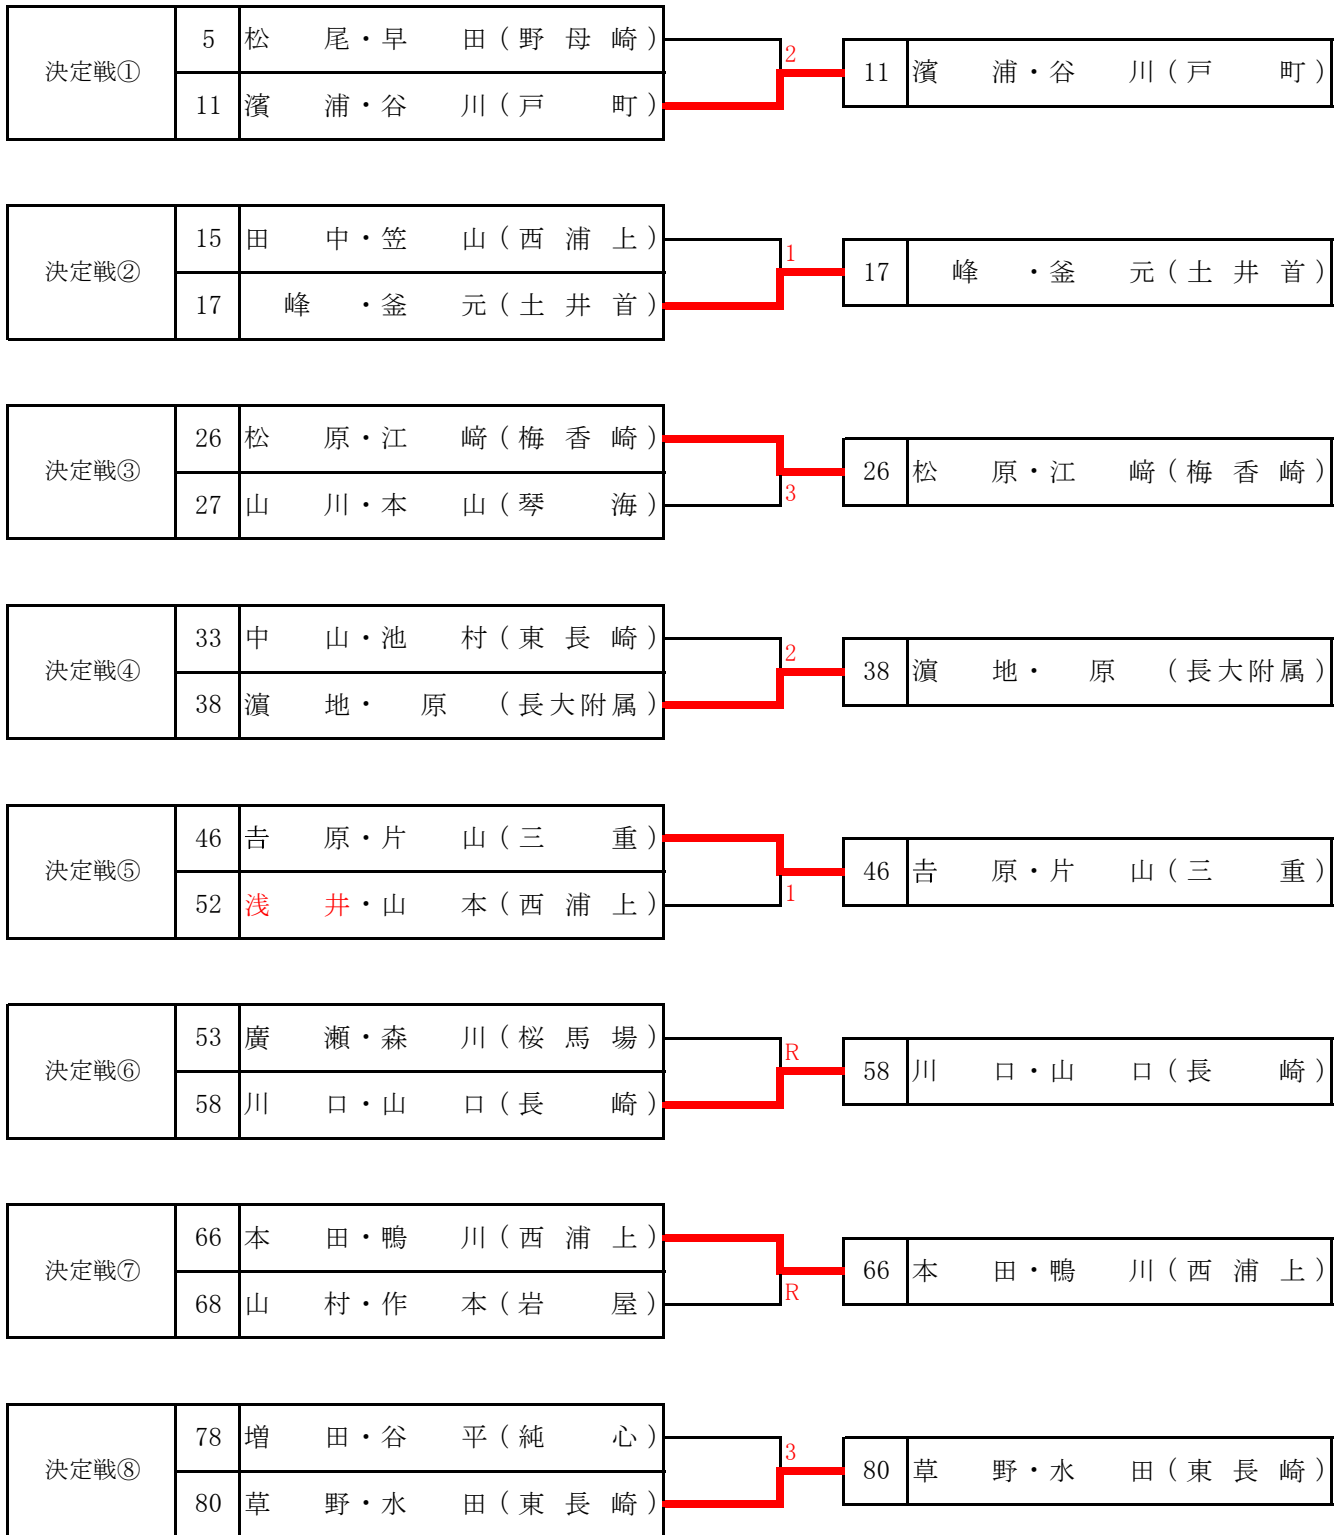 5 松尾・早田(野母崎)
2
決定戦① 11 濱浦・谷川(戸町)
11 濱浦・谷川(戸町)
15 田中・笠山(西浦上)
1
決定戦② 17 峰・釜元(土井首)
17 峰・釜元(土井首)
26 松原・江﨑(梅香崎)
決定戦③ 26 松原・江﨑(梅香崎)
3
27 山川・本山(琴海)
33 中山・池村(東長崎)
2
決定戦④ 38 濵地・原(長大附属)
38 濵地・原(長大附属)
46 𠮷原・片山(三重)
決定戦⑤ 46 𠮷原・片山(三重)
1
52 浅井・山本(西浦上)
53 廣瀬・森川(桜馬場)
R
決定戦⑥ 58 川口・山口(長崎)
58 川口・山口(長崎)
66 本田・鴨川(西浦上)
決定戦⑦ 66 本田・鴨川(西浦上)
R
68 山村・作本(岩屋)
78 増田・谷平(純心)
3
決定戦⑧ 80 草野・水田(東長崎)
80 草野・水田(東長崎)